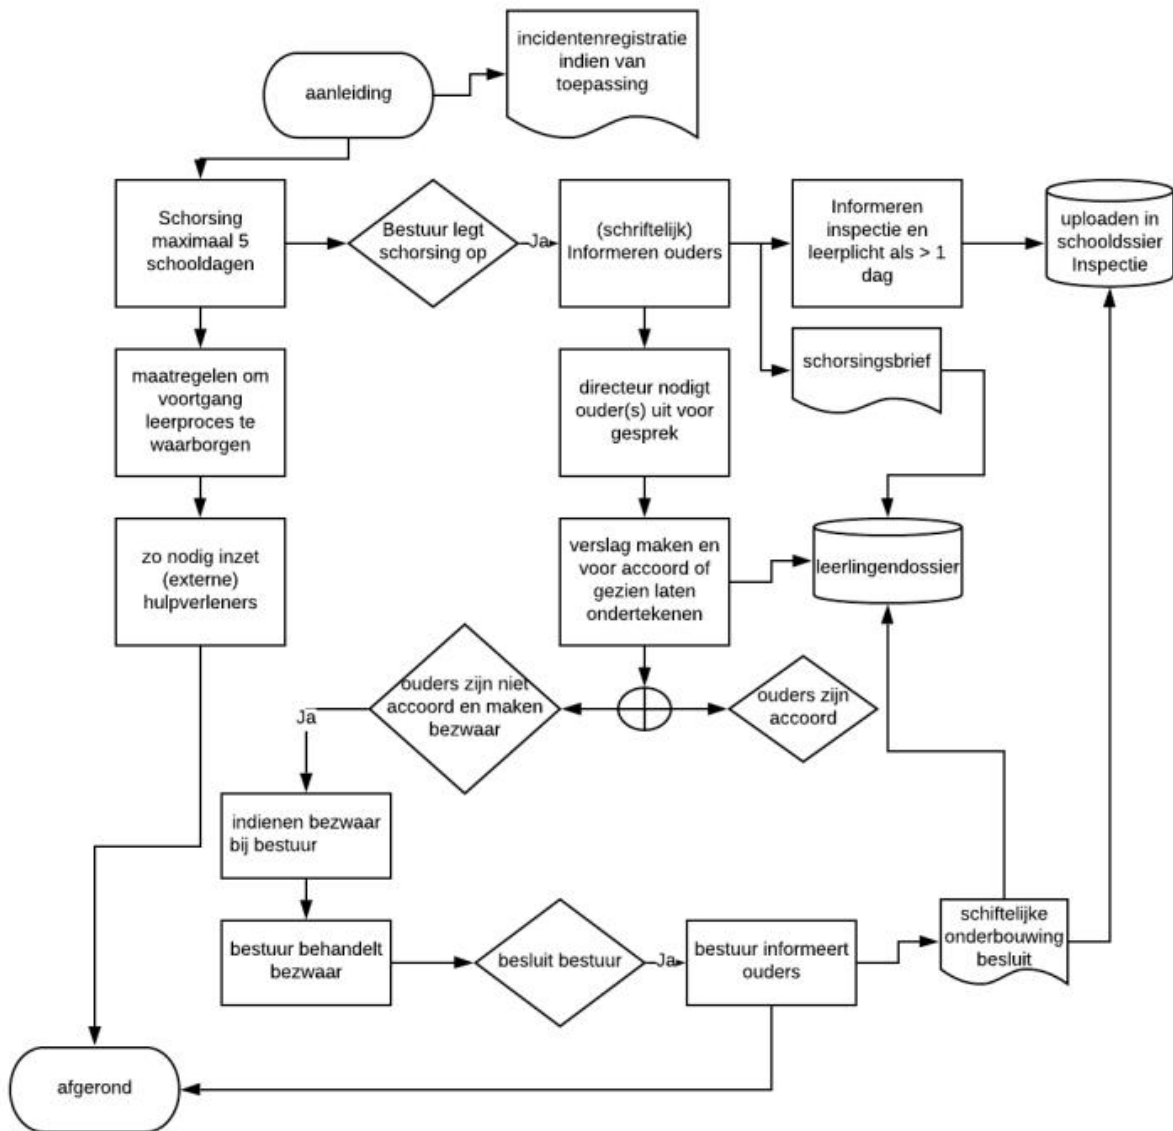 incidentenregistratie
indien van
toepassing
aanleiding
Schorsing
maximaal 5
schooldagen
Bestuur legt
schorsing op
Ja
(schriftelijk)
Informeren ouders
Informeren
inspectie en
leerplicht als > 1
dag
uploaden in
schooldssier
Inspectie
maatregelen om
voortgang
leerproces te
waarborgen
directeur nodigt
ouder(s) uit voor
gesprek
schorsingsbrief
zo nodig inzet
(externe)
hulpverleners
verslag maken en
voor accoord of
gezien laten
ondertekenen
leerlingendossier
ouders zijn niet
accoord en maken
bezwaar
ouders zijn
accoord
Ja
indienen bezwaar
bij bestuur
bestuur behandelt
bezwaar
besluit bestuur
Ja
bestuur informeert
ouders
schiftelijke
onderbouwing
besluit
afgerond